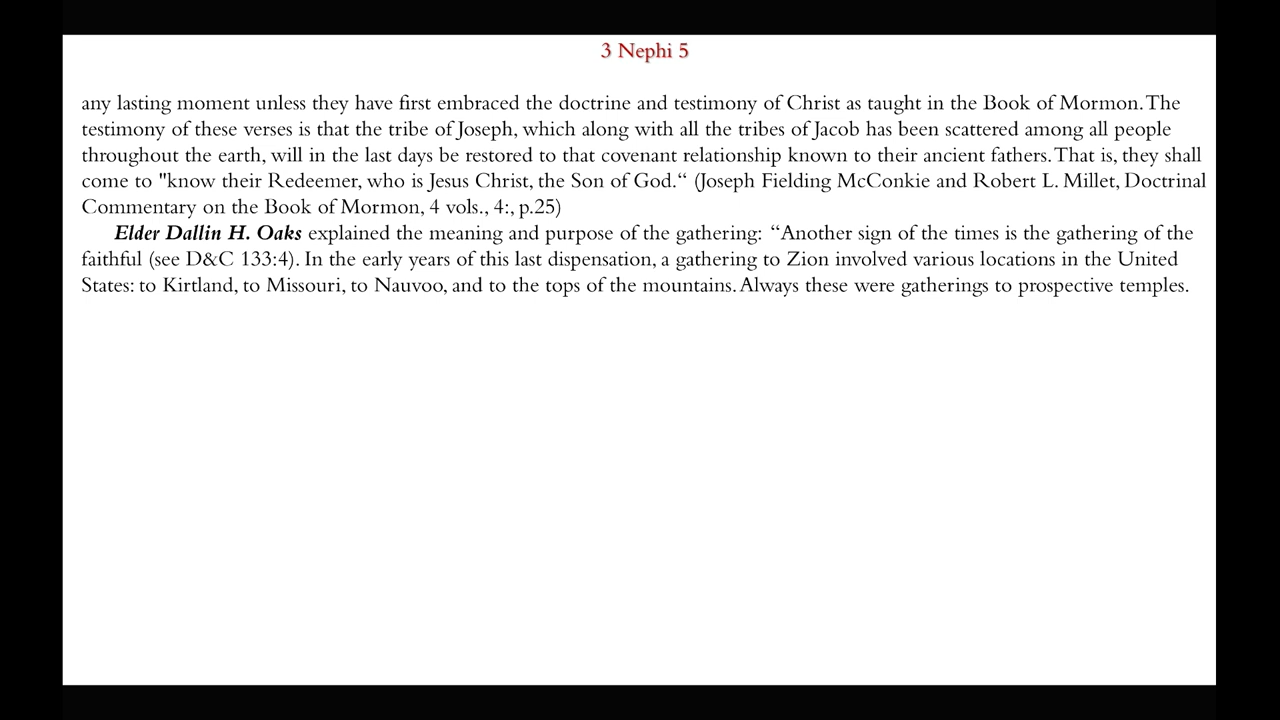 3 Nephi 5
any lasting moment unless they have first embraced the doctrine and testimony of Christ as taught in the Book of Mormon. The
testimony of these verses is that the tribe of Joseph, which along with all the tribes of Jacob has been scattered among all people
throughout the earth, will in the last days be restored to that covenant relationship known to their ancient fathers. That is, they shall
come to "know their Redeemer, who is Jesus Christ, the Son of God.“ (Joseph Fielding McConkie and Robert L. Millet, Doctrinal
Commentary on the Book of Mormon, 4 vols., 4:, p.25)
Elder Dallin H. Oaks explained the meaning and purpose of the gathering: “Another sign of the times is the gathering of the
faithful (see D&C 133:4). In the early years of this last dispensation, a gathering to Zion involved various locations in the United
States: to Kirtland, to Missouri, to Nauvoo, and to the tops of the mountains. Always these were gatherings to prospective temples.